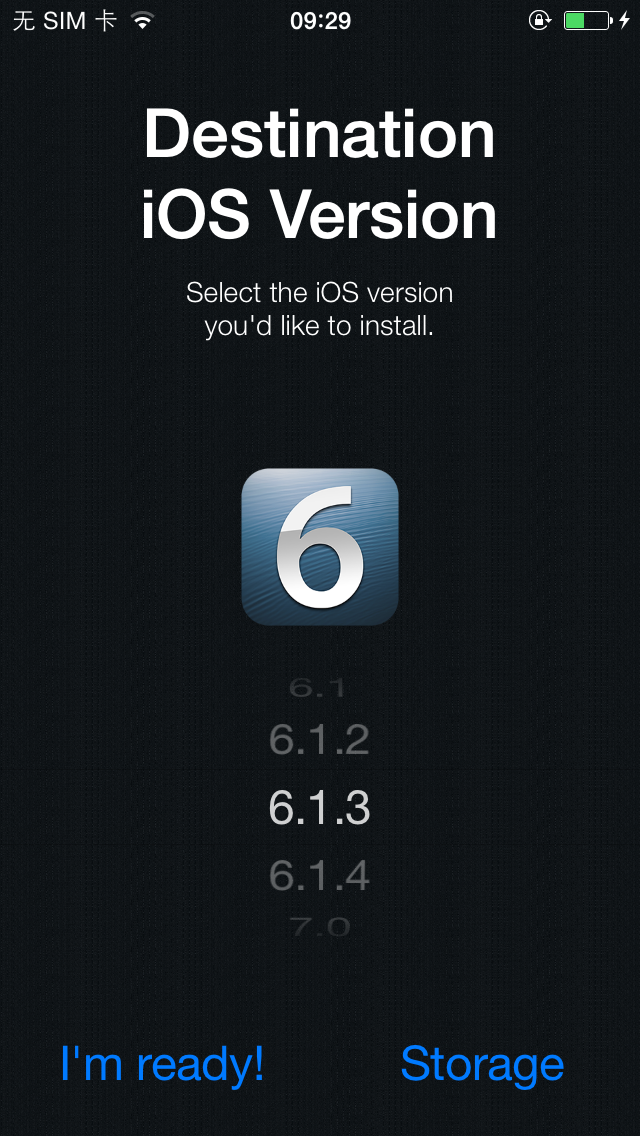 无 SIM 卡 09:29
Destination
iOS Version
Select the iOS version
you'd like to install.
6
6.1
6.1.2
6.1.3
6.1.4
7.0
I'm ready! Storage